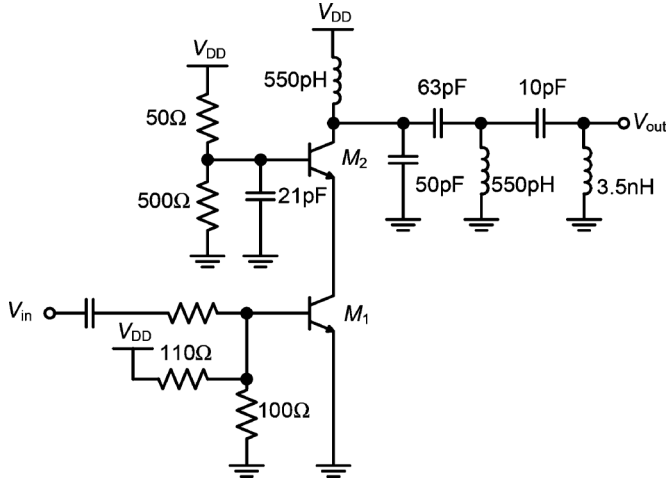 VDD
VDD
550pH
63pF
10pF
50Ω
Vout
M2
50pF
550pH
3.5nH
500Ω
21pF
Vin
M1
VDD
110Ω
100Ω